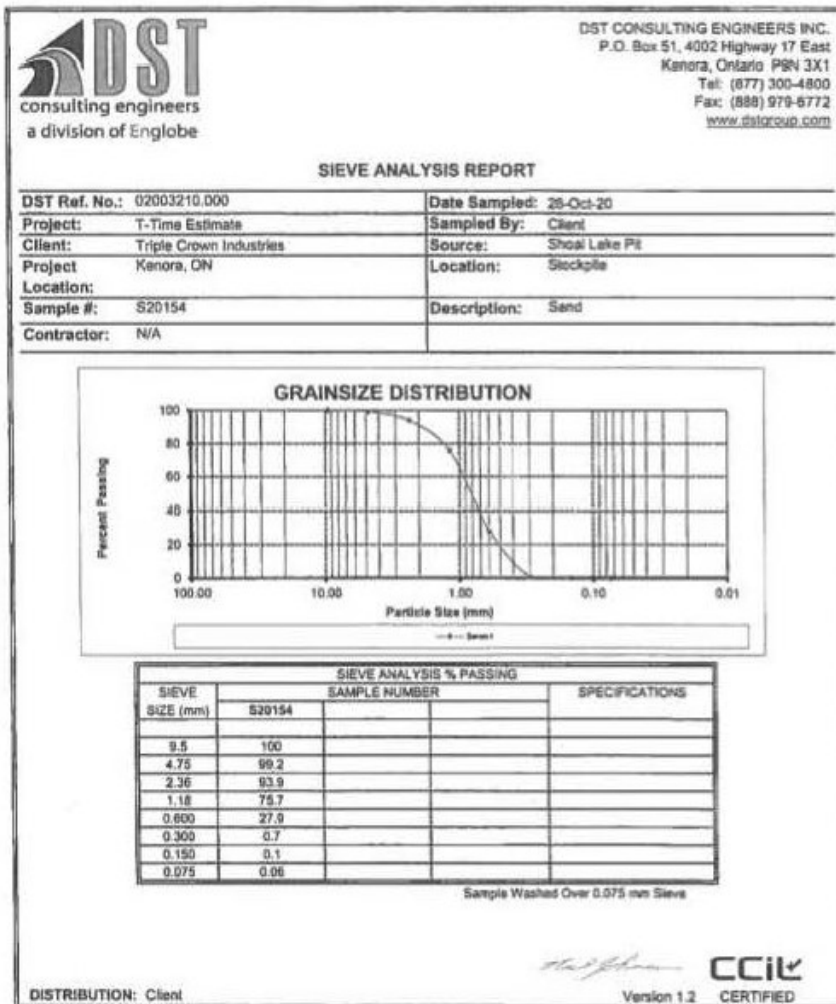 DST
consulting engineers
a division of Englobe
DST CONSULTING ENGINEERS INC.
P.O. Box 51, 4002 Highway 17 East
Kenora, Ontario P9N 3X1
Tel: (877) 300-4800
Fax: (888) 979-6772
www.dstgroup.com
SIEVE ANALYSIS REPORT
DST Ref. No.: 02003210.000 Date Sampled: 26-Oct-20
Project: T-Time Estimate Sampled By: Client
Client: Triple Crown Industries Source: Shoal Lake Pit
Project Location: Kenora, ON Location: Stockpile
Sample #: S20154 Description: Sand
Contractor: N/A
GRAINSIZE DISTRIBUTION
Percent Passing
100
80
60
40
20
0
100.00 10.00 1.00 0.10 0.01
Particle Size (mm)
Series1
SIEVE ANALYSIS % PASSING
SIEVE SIZE (mm) SAMPLE NUMBER SPECIFICATIONS
S20154
9.5 100
4.75 99.2
2.36 93.9
1.18 75.7
0.600 27.9
0.300 0.7
0.150 0.1
0.075 0.06
Sample Washed Over 0.075 mm Sieve
DISTRIBUTION: Client
Version 1.2
CCiL
CERTIFIED